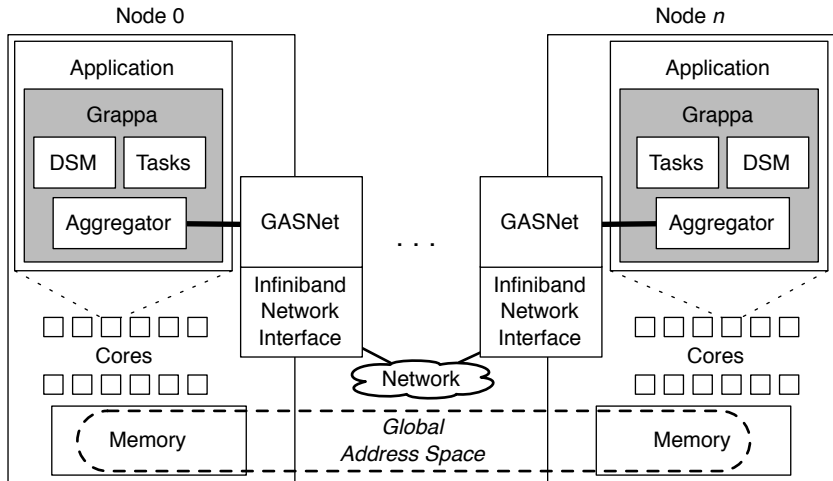 Node 0
Application
Grappa
DSM
Tasks
Aggregator
GASNet
Infiniband
Network
Interface
Cores
Memory
. . .
Network
Global
Address Space
Node n
Application
Grappa
Tasks
DSM
Aggregator
GASNet
Infiniband
Network
Interface
Cores
Memory